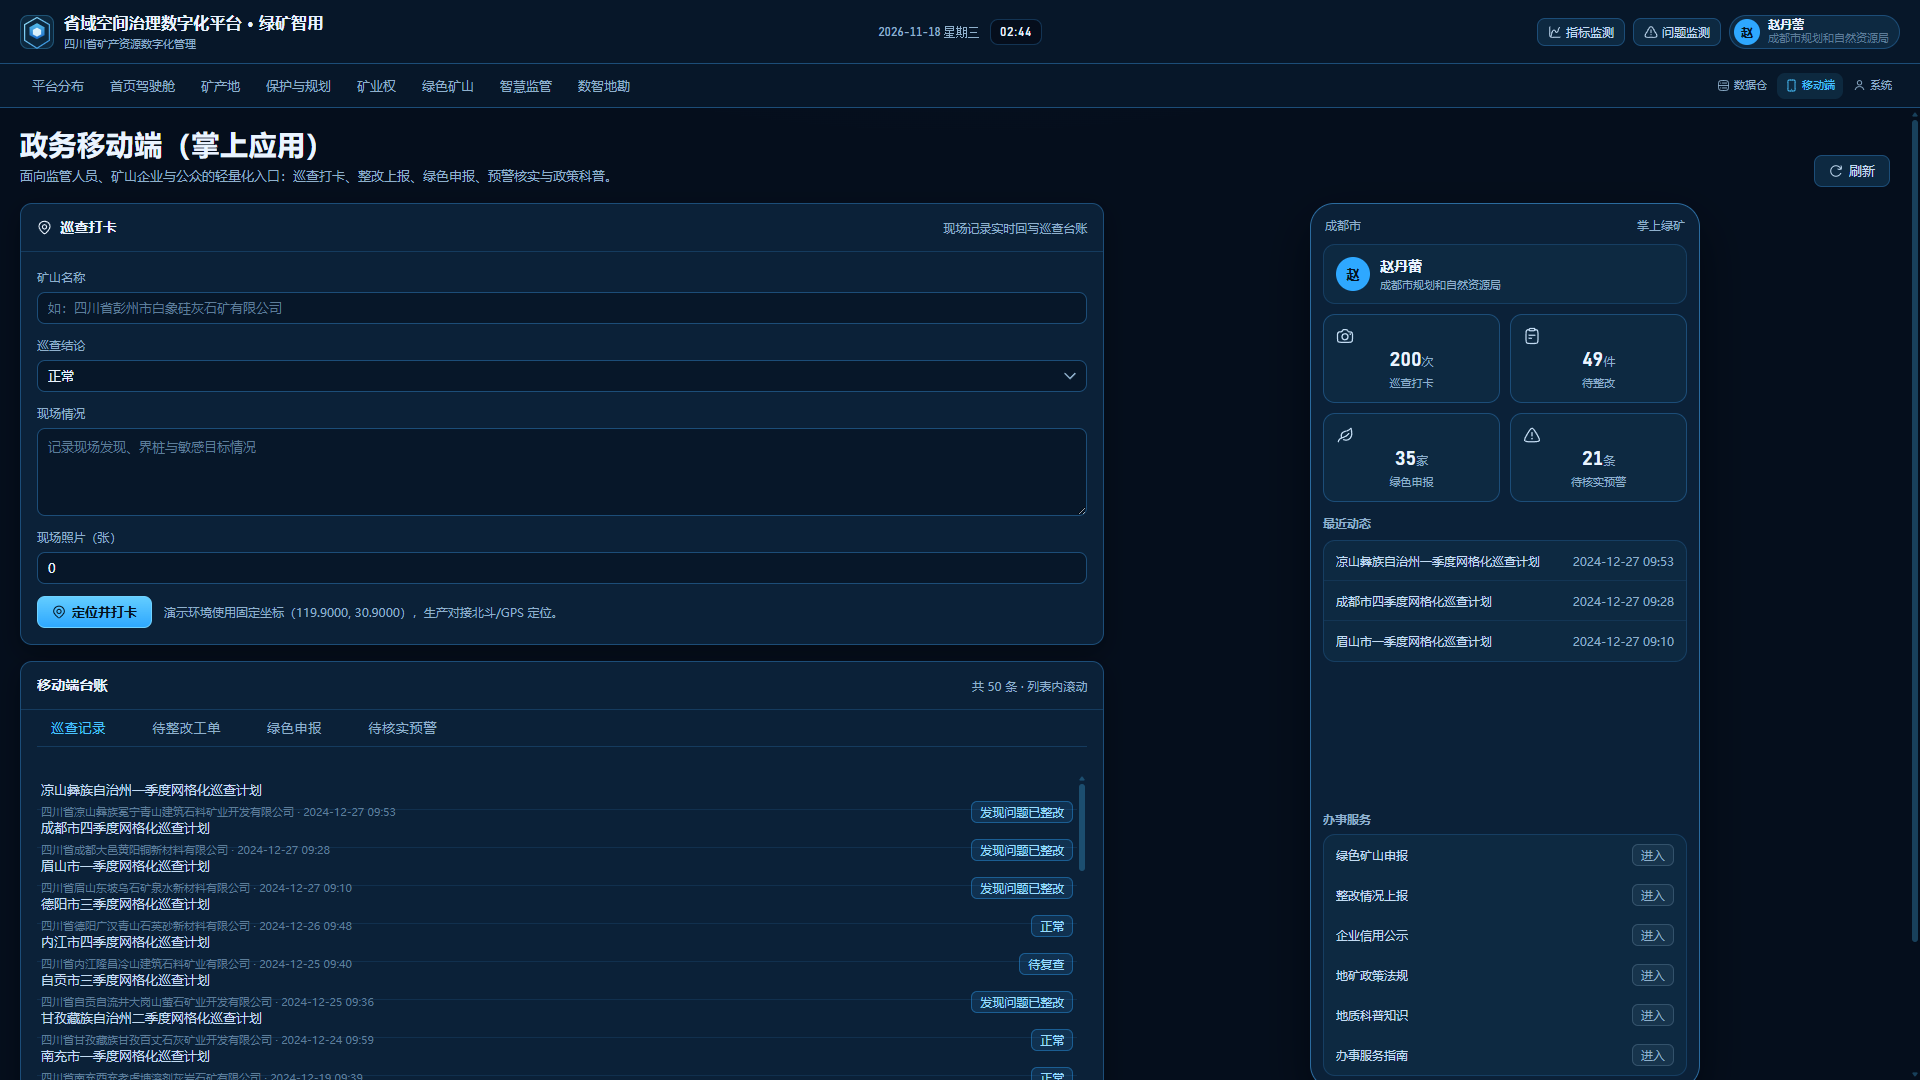 省域空间治理数字化平台 • 绿矿智用
四川省矿产资源数字化管理
2026-11-18 星期三
02:44
指标监测
问题监测
赵
赵丹蕾
成都市规划和自然资源局
平台分布
首页驾驶舱
矿产地
保护与规划
矿业权
绿色矿山
智慧监管
数智地勘
数据仓
移动端
系统
政务移动端（掌上应用）
面向监管人员、矿山企业与公众的轻量化入口：巡查打卡、整改上报、绿色申报、预警核实与政策科普。
刷新
巡查打卡
现场记录实时回写巡查台账
矿山名称
如：四川省彭州市白象硅灰石矿有限公司
巡查结论
正常
现场情况
记录现场发现、界桩与敏感目标情况
现场照片（张）
0
定位并打卡
演示环境使用固定坐标（119.9000, 30.9000），生产对接北斗/GPS 定位。
移动端台账
共 50 条 · 列表内滚动
巡查记录
待整改工单
绿色申报
待核实预警
凉山彝族自治州一季度网格化巡查计划
四川省凉山彝族冕宁青山建筑石料矿业开发有限公司 · 2024-12-27 09:53
发现问题已整改
成都市四季度网格化巡查计划
四川省成都大邑黄阳铜新材料有限公司 · 2024-12-27 09:28
发现问题已整改
眉山市一季度网格化巡查计划
四川省眉山东坡乌石矿泉水新材料有限公司 · 2024-12-27 09:10
发现问题已整改
德阳市三季度网格化巡查计划
四川省德阳广汉青山石英砂新材料有限公司 · 2024-12-26 09:48
正常
内江市四季度网格化巡查计划
四川省内江隆昌冷山建筑石料矿业有限公司 · 2024-12-25 09:40
待复查
自贡市三季度网格化巡查计划
四川省自贡自流井大岗山萤石矿业开发有限公司 · 2024-12-25 09:36
发现问题已整改
甘孜藏族自治州二季度网格化巡查计划
四川省甘孜藏族甘孜百丈石灰矿业开发有限公司 · 2024-12-24 09:59
正常
南充市一季度网格化巡查计划
2024-12-19 09:39
正常
成都市
掌上绿矿
赵
赵丹蕾
成都市规划和自然资源局
200次
巡查打卡
49件
待整改
35家
绿色申报
21条
待核实预警
最近动态
凉山彝族自治州一季度网格化巡查计划
2024-12-27 09:53
成都市四季度网格化巡查计划
2024-12-27 09:28
眉山市一季度网格化巡查计划
2024-12-27 09:10
办事服务
绿色矿山申报
进入
整改情况上报
进入
企业信用公示
进入
地矿政策法规
进入
地质科普知识
进入
办事服务指南
进入